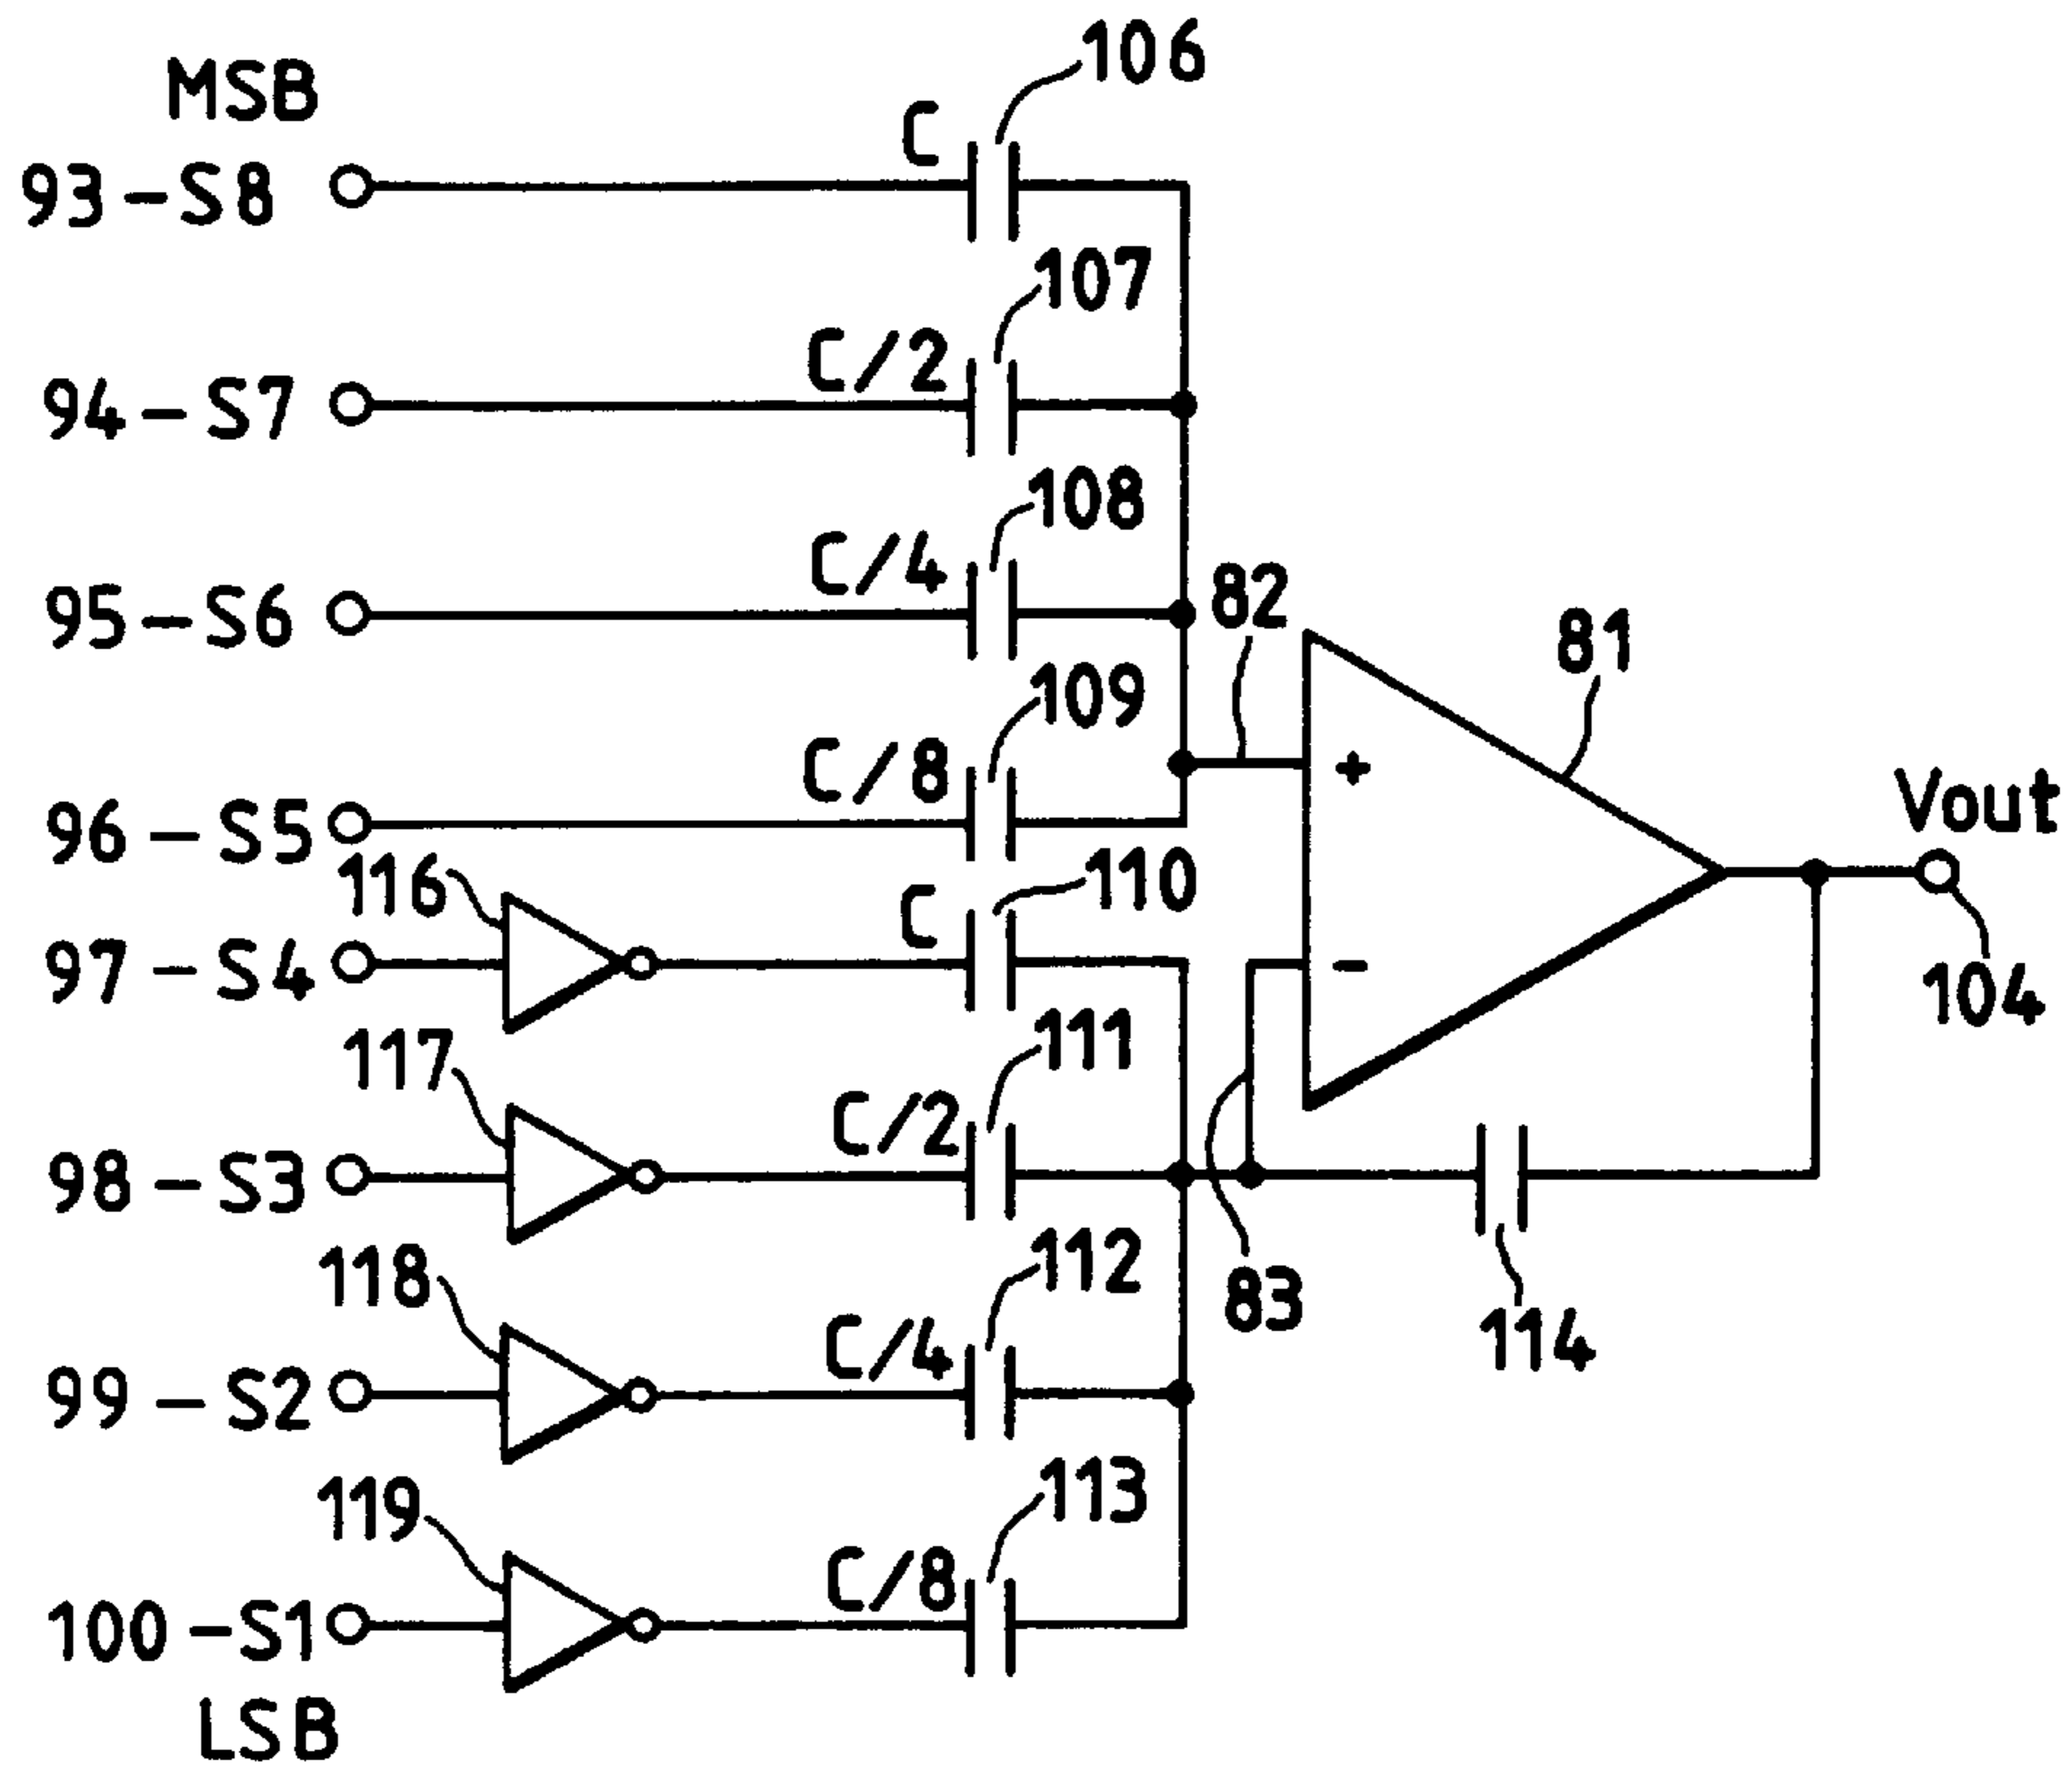 106
MSB
C
93-S8
107
C/2
94-S7
108
C/4
95-S6
82
81
109
C/8
+
Vout
96-S5
116
C
110
97-S4
-
104
117
111
C/2
98-S3
118
112
83
114
C/4
99-S2
119
113
C/8
100-S1
LSB